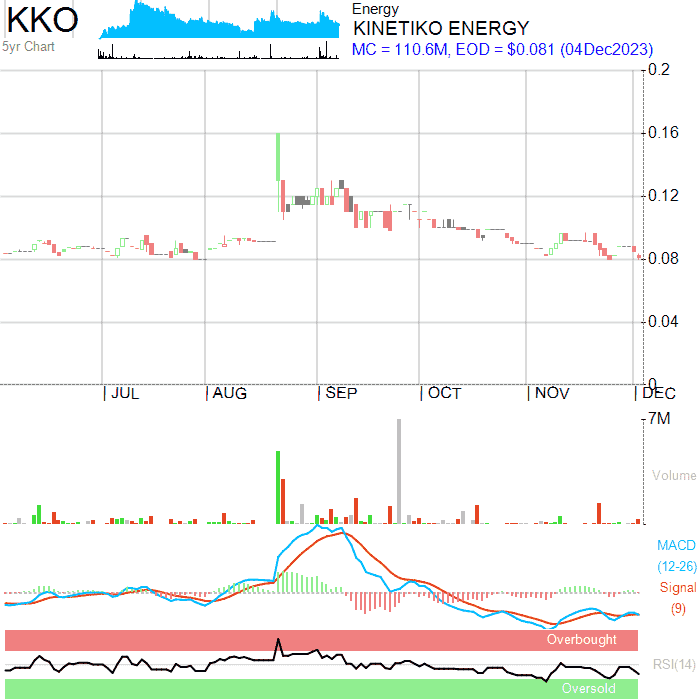 KKO
5yr Chart
Energy
KINETIKO ENERGY
MC = 110.6M, EOD = $0.081 (04Dec2023)
0.2
0.16
0.12
0.08
0.04
0
JUL
AUG
SEP
OCT
NOV
DEC
7M
Volume
MACD
(12-26)
Signal
(9)
Overbought
RSI(14)
Oversold